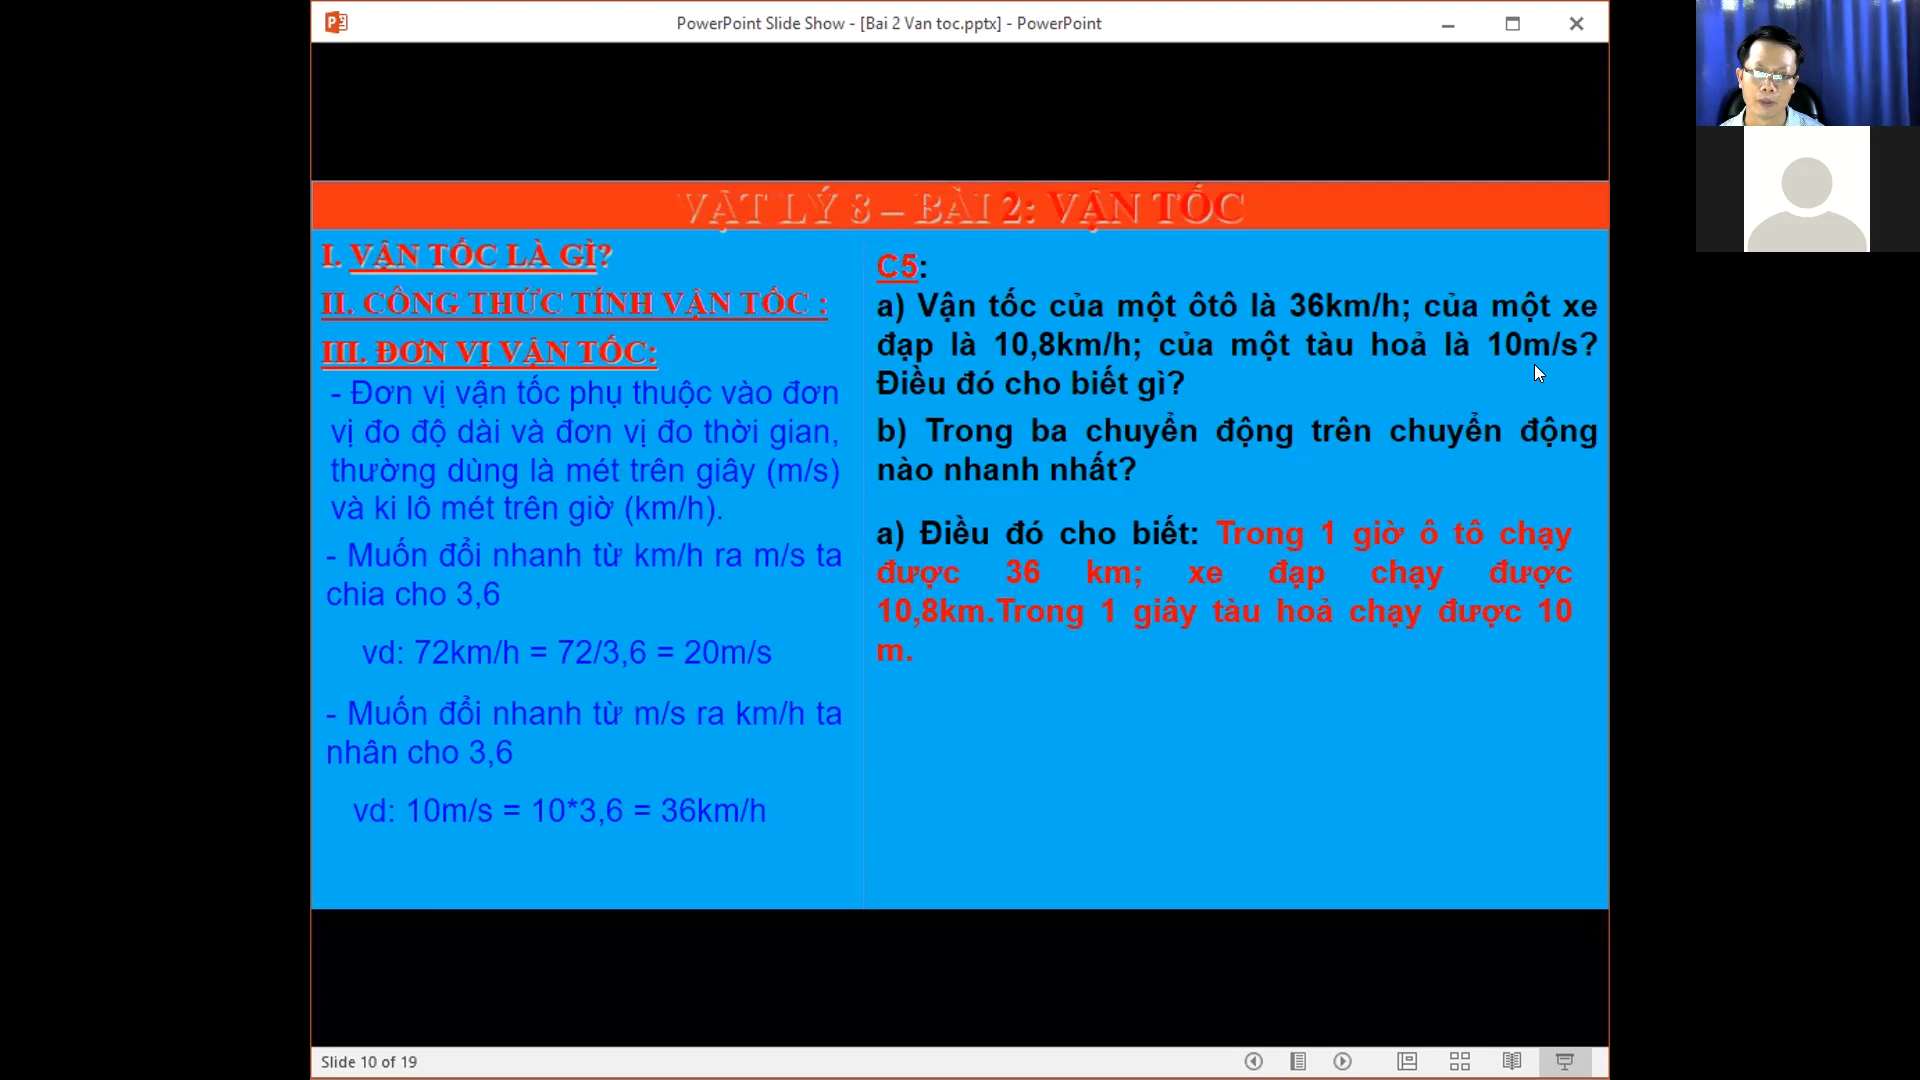 PowerPoint Slide Show - [Bai 2 Van toc.pptx] - PowerPoint
VẬT LÝ 8 – BÀI 2: VẬN TỐC
I. VẬN TỐC LÀ GÌ?
II. CÔNG THỨC TÍNH VẬN TỐC :
III. ĐƠN VỊ VẬN TỐC:
- Đơn vị vận tốc phụ thuộc vào đơn
vị đo độ dài và đơn vị đo thời gian,
thường dùng là mét trên giây (m/s)
và ki lô mét trên giờ (km/h).
- Muốn đổi nhanh từ km/h ra m/s ta
chia cho 3,6
vd: 72km/h = 72/3,6 = 20m/s
- Muốn đổi nhanh từ m/s ra km/h ta
nhân cho 3,6
vd: 10m/s = 10*3,6 = 36km/h
C5:
a) Vận tốc của một ôtô là 36km/h; của một xe
đạp là 10,8km/h; của một tàu hoả là 10m/s?
Điều đó cho biết gì?
b) Trong ba chuyển động trên chuyển động
nào nhanh nhất?
a) Điều đó cho biết: Trong 1 giờ ô tô chạy
được 36 km; xe đạp chạy được
10,8km.Trong 1 giây tàu hoả chạy được 10
m.
Slide 10 of 19